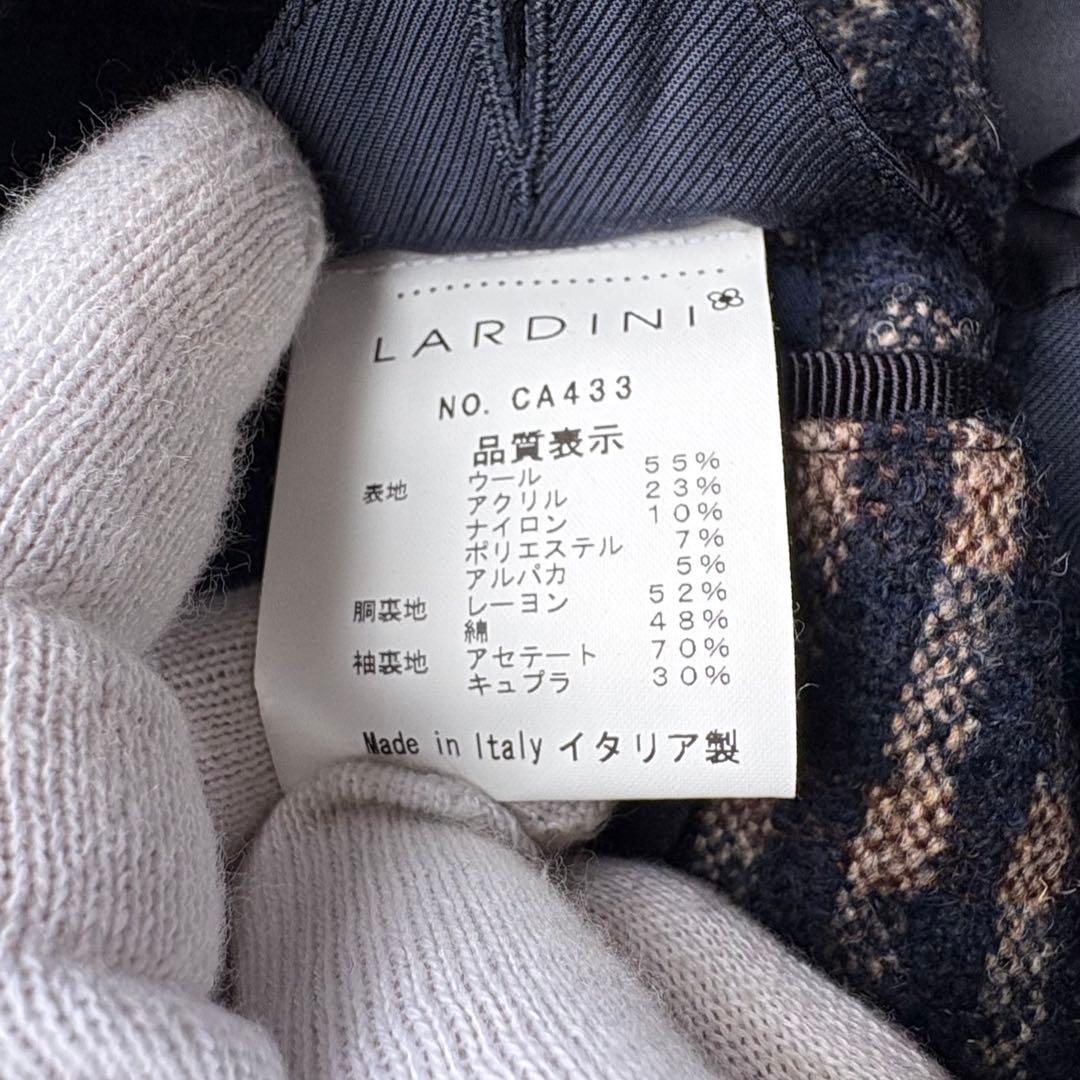 LARDINI
NO. CA433
品質表示
表地 ウール 55%
アクリル 23%
ナイロン 10%
ポリエステル 7%
アルパカ 5%
胴裏地 レーヨン 52%
綿 48%
袖裏地 アセテート 70%
キュプラ 30%
Made in Italy イタリア製